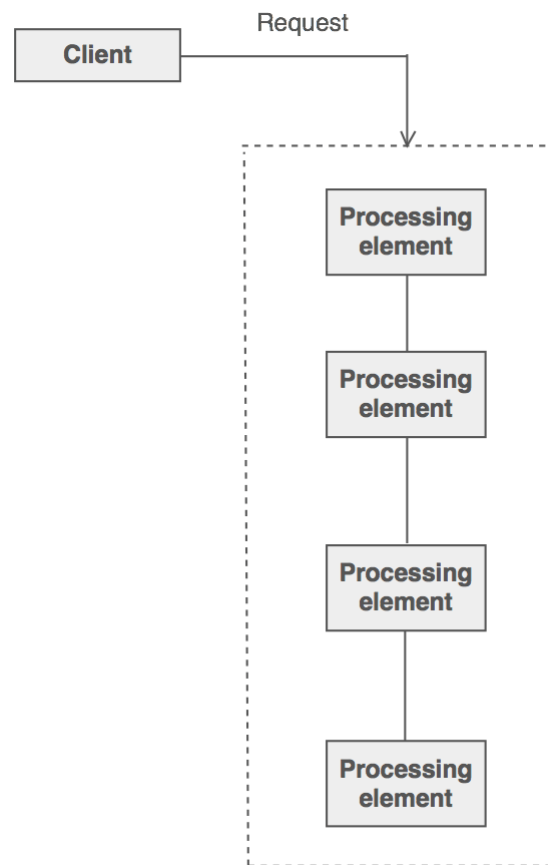 Request
Client
Processing
element
Processing
element
Processing
element
Processing
element